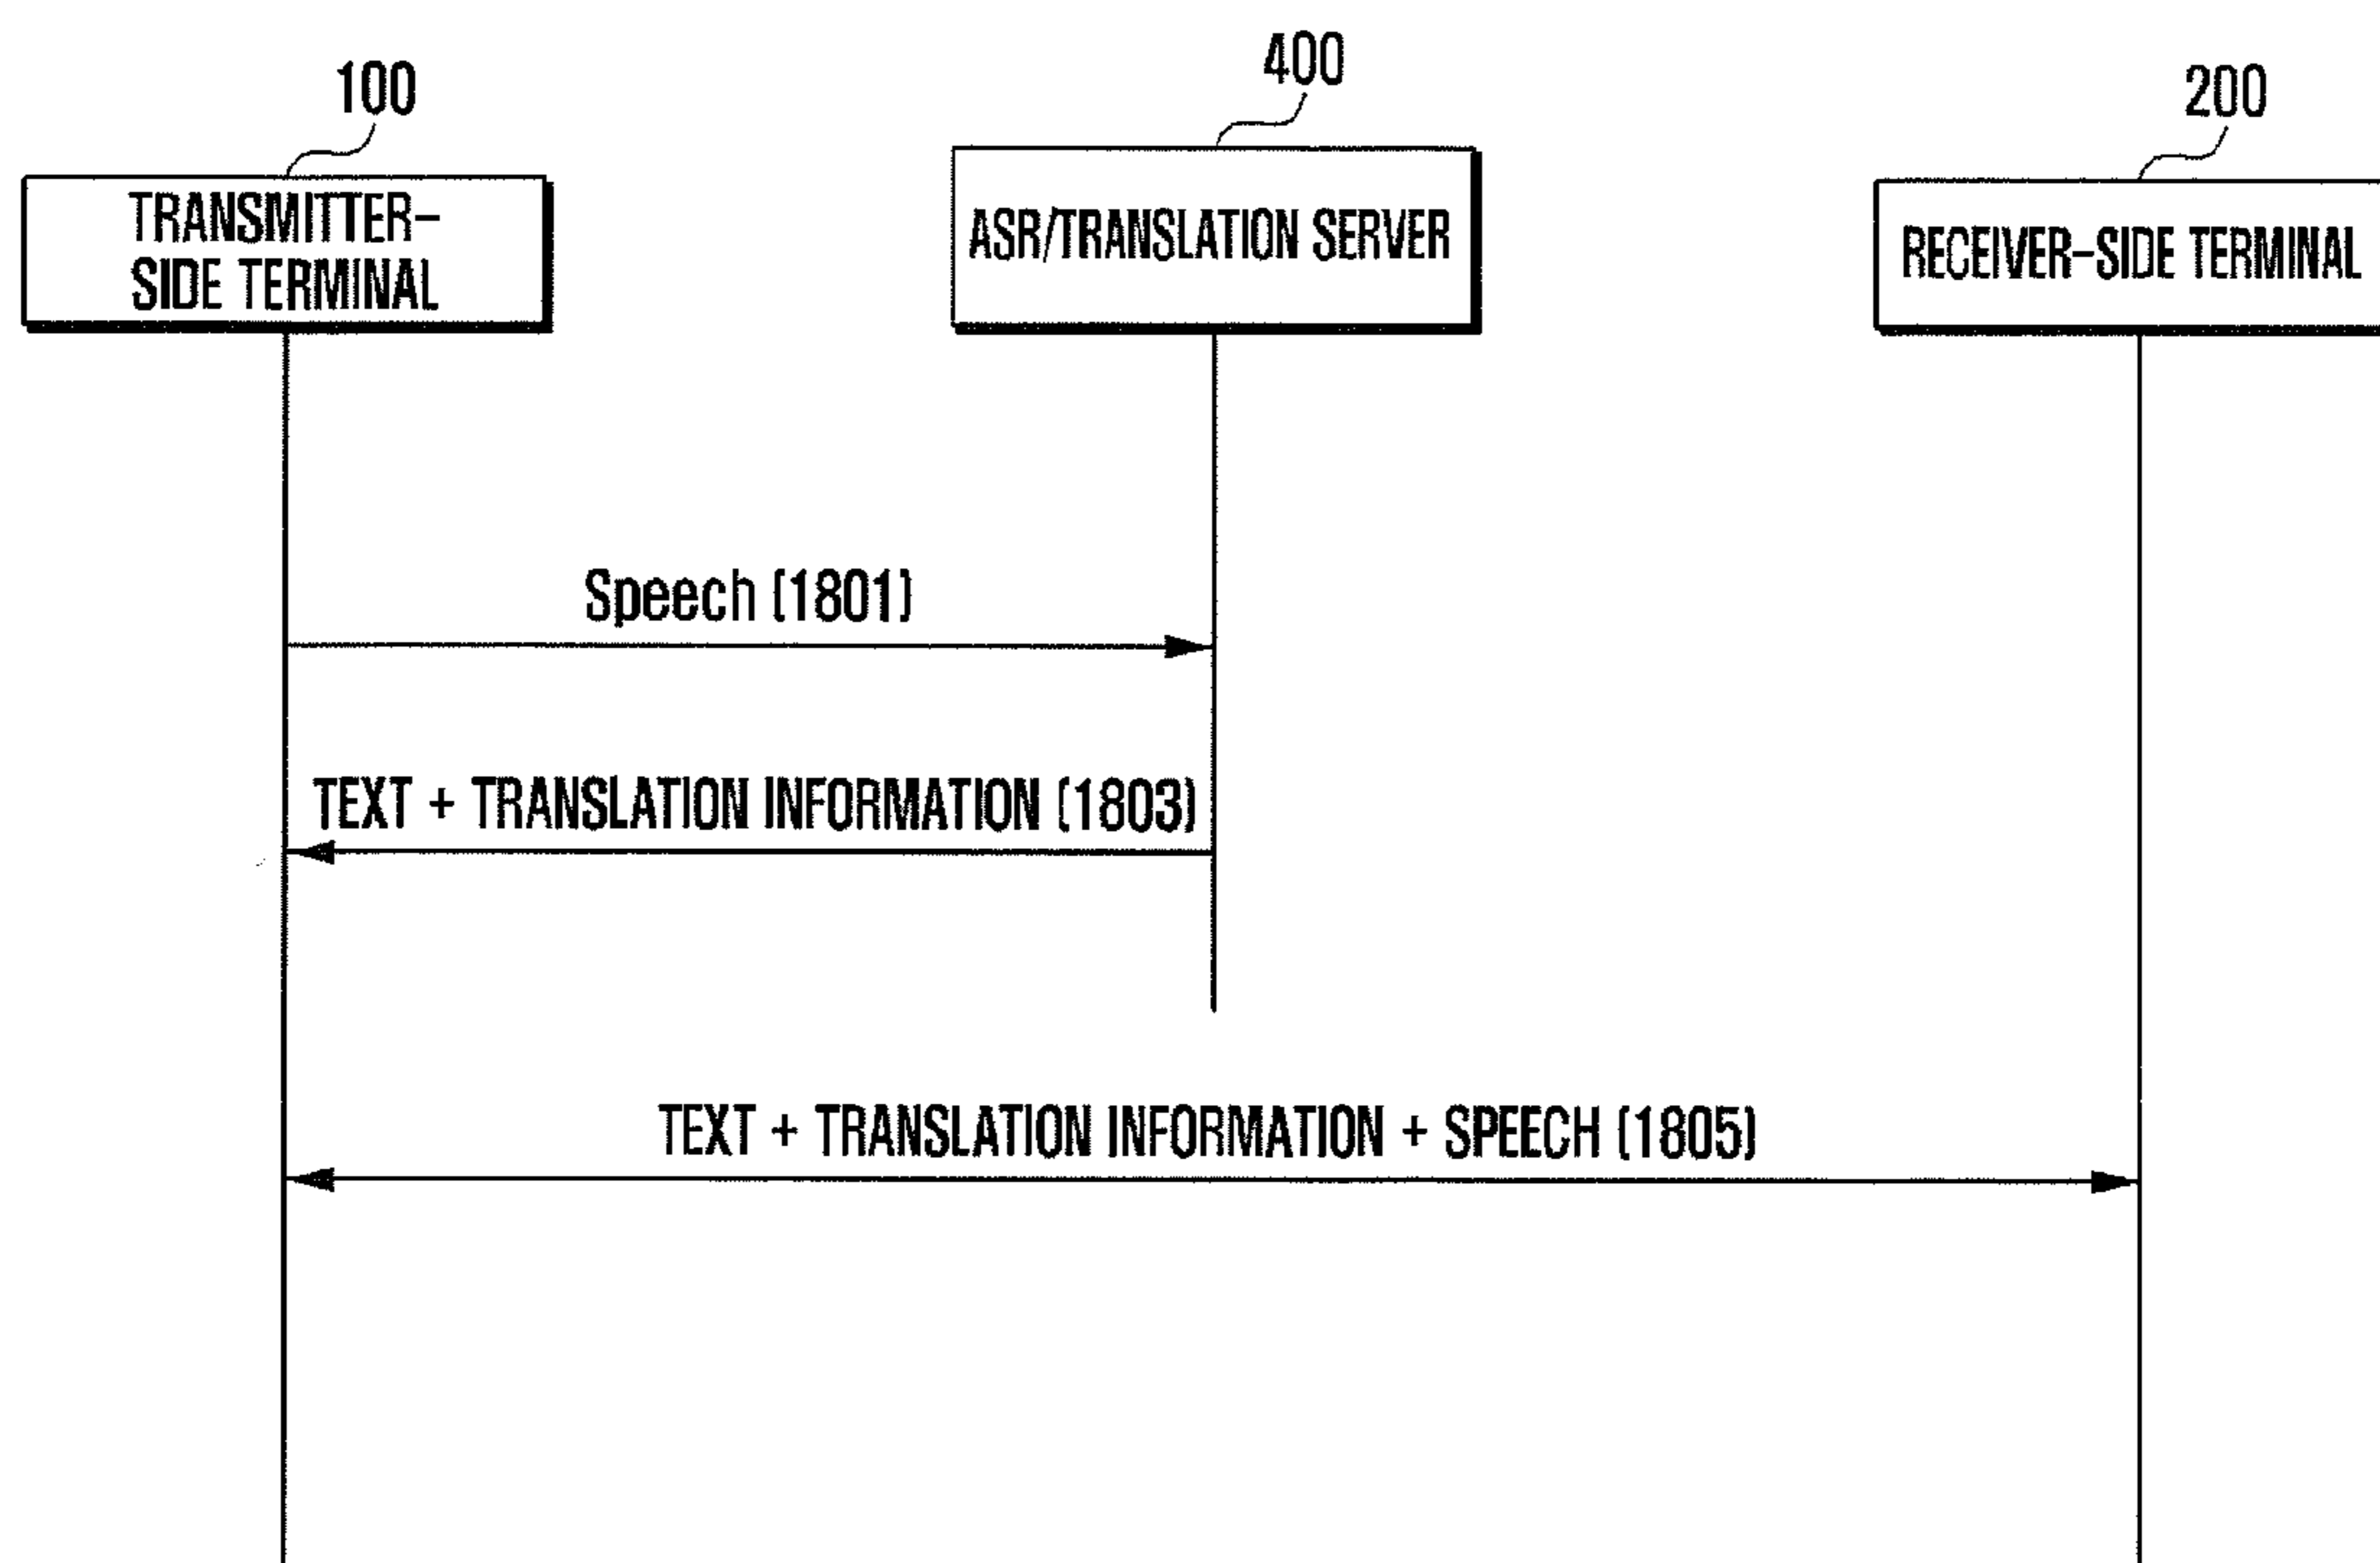 100
400
200
TRANSMITTER-
SIDE TERMINAL
ASR/TRANSLATION SERVER
RECEIVER-SIDE TERMINAL
Speech (1801)
TEXT + TRANSLATION INFORMATION (1803)
TEXT + TRANSLATION INFORMATION + SPEECH (1805)